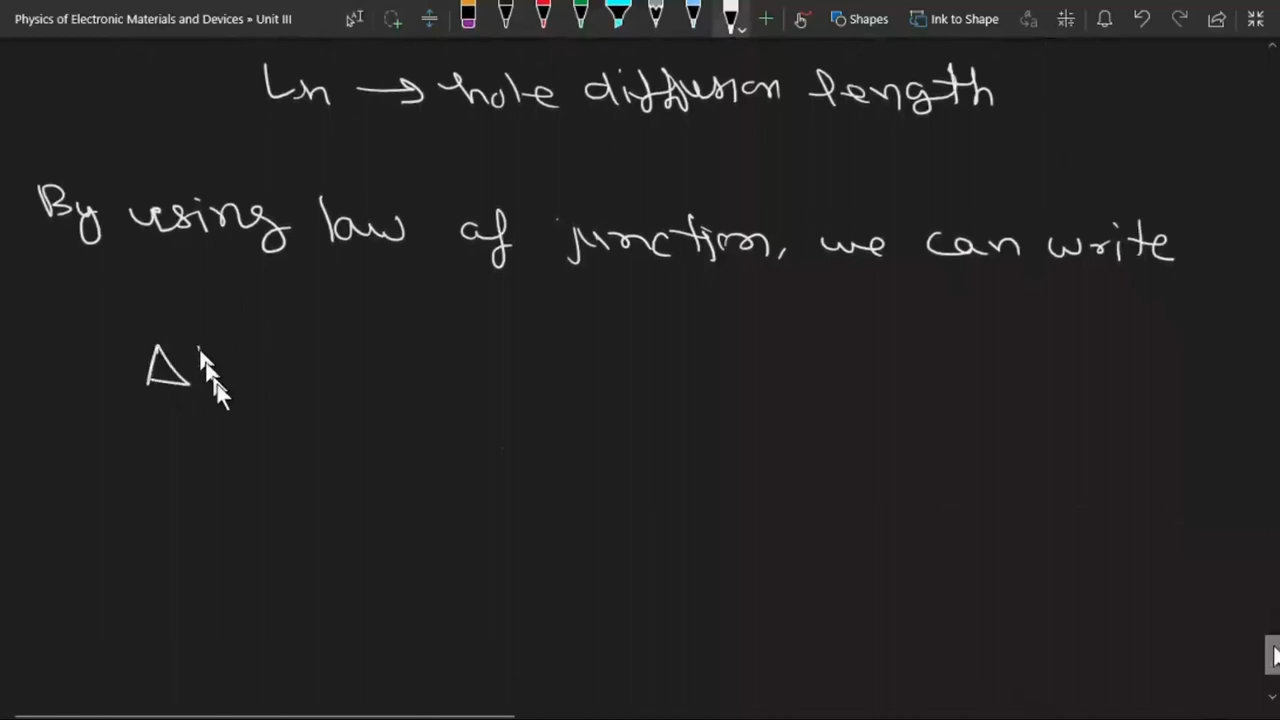 Physics of Electronic Materials and Devices » Unit III
Shapes
Ink to Shape
Ln → hole diffusion length
By using law of junction, we can write
Δ